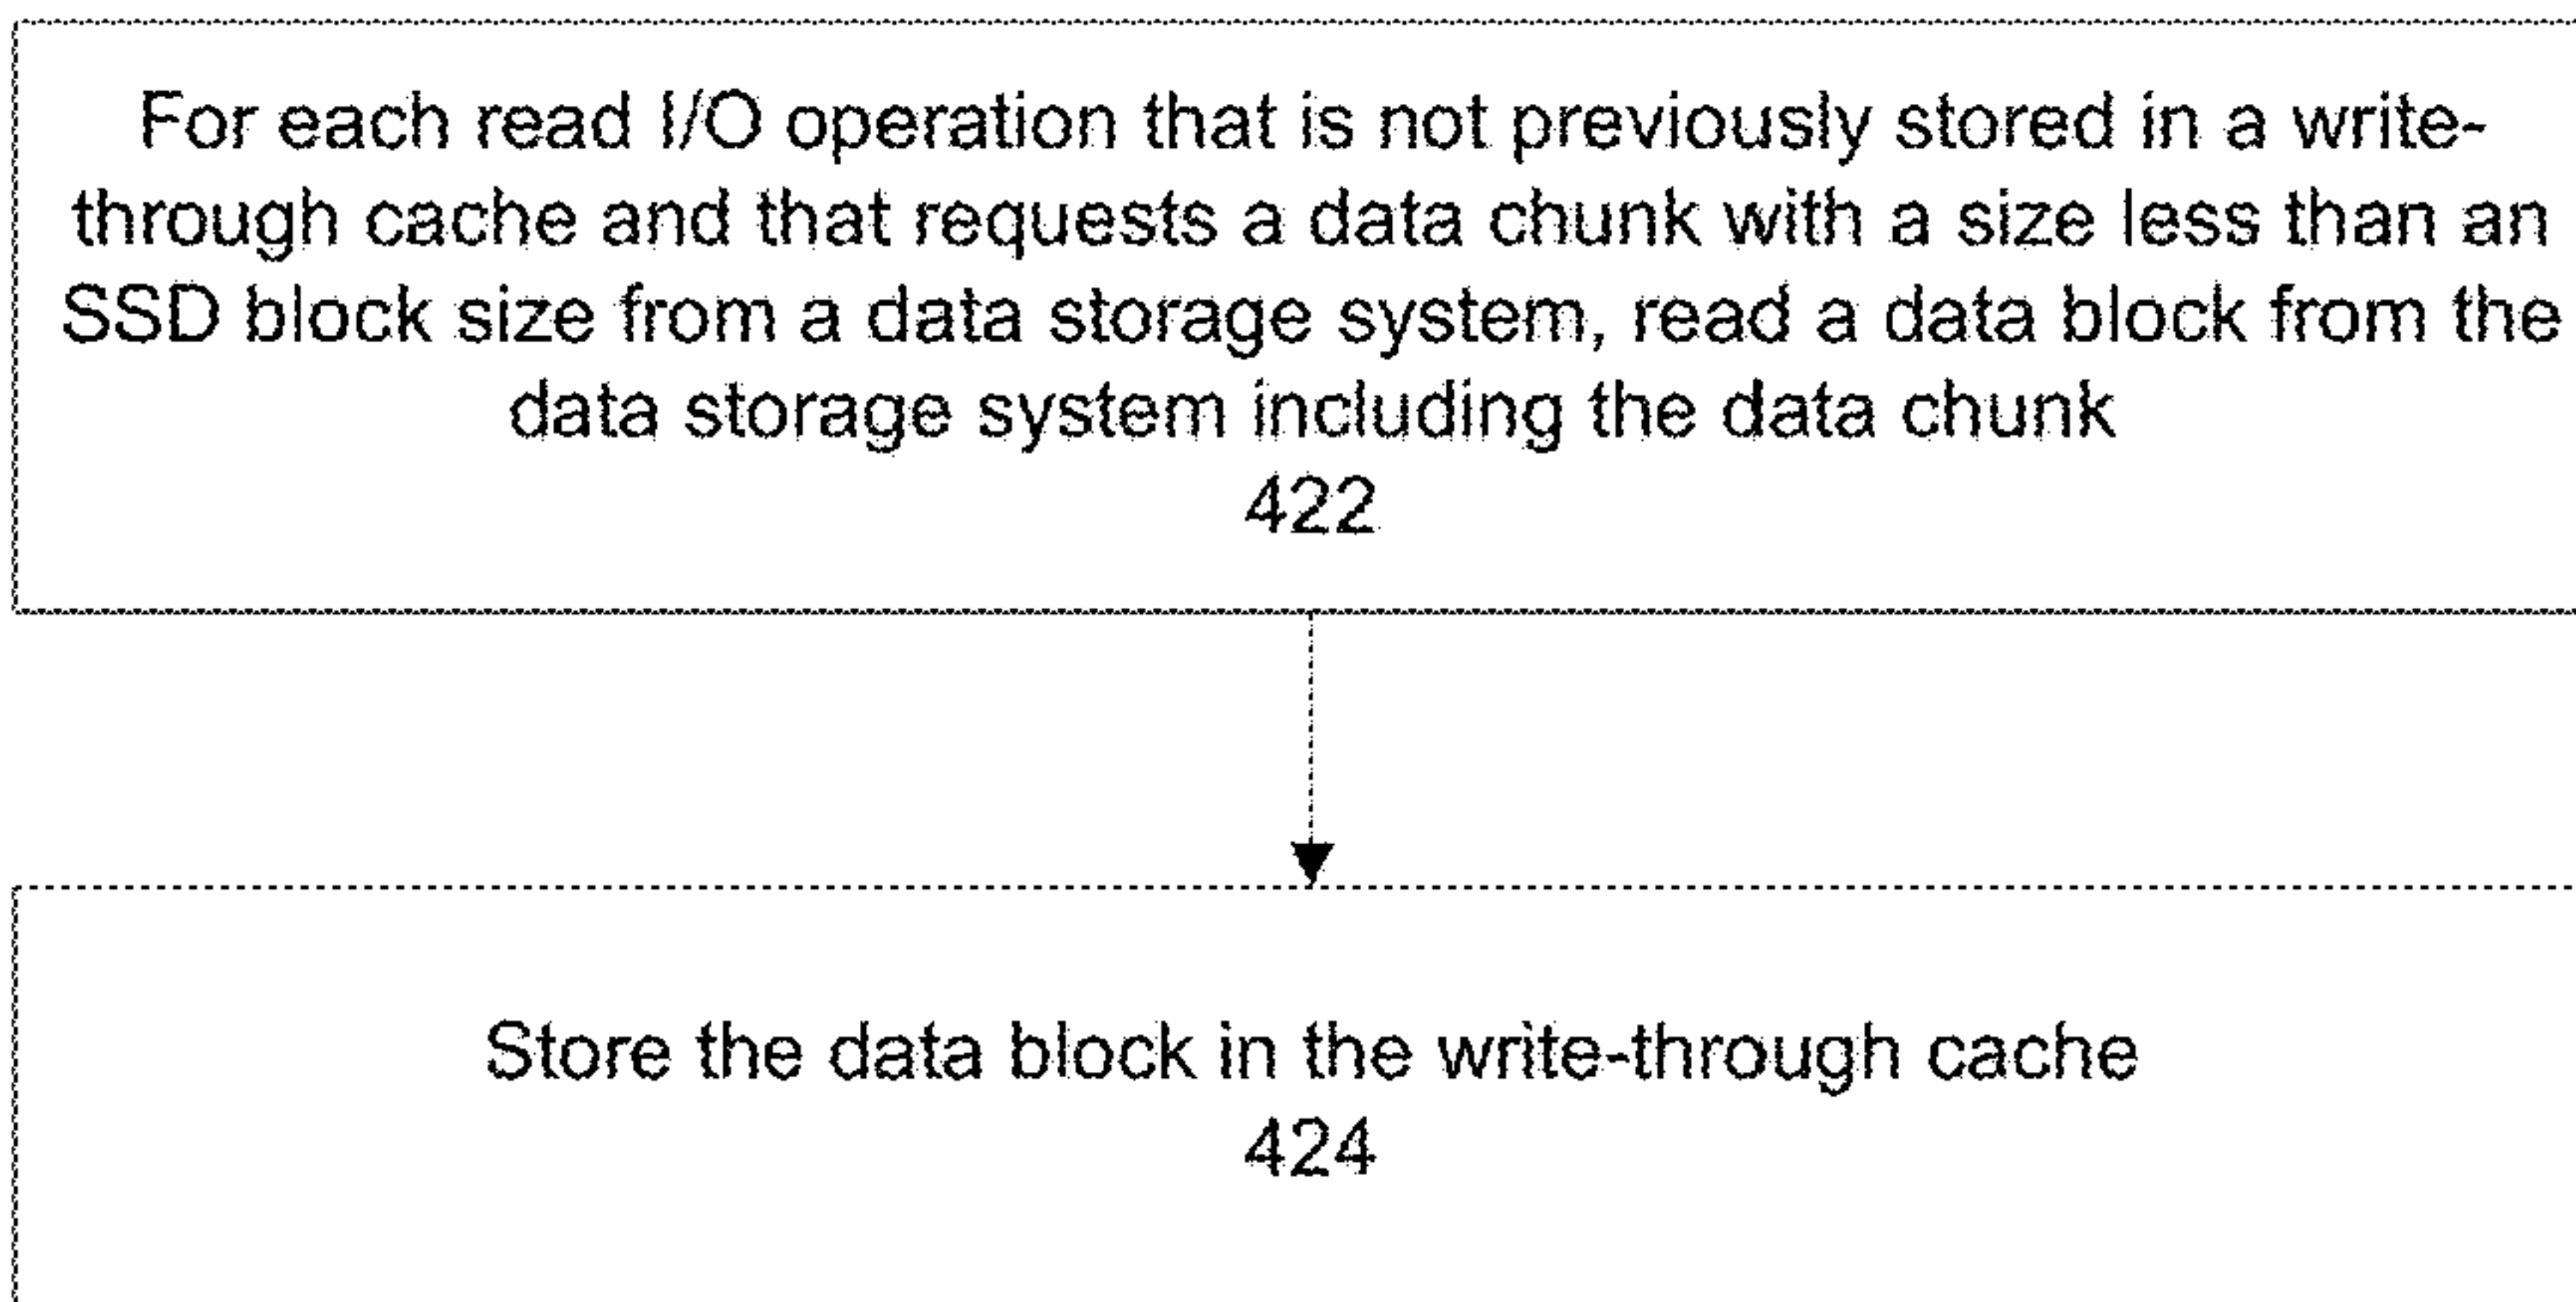 For each read I/O operation that is not previously stored in a write-
through cache and that requests a data chunk with a size less than an
SSD block size from a data storage system, read a data block from the
data storage system including the data chunk
422
Store the data block in the write-through cache
424